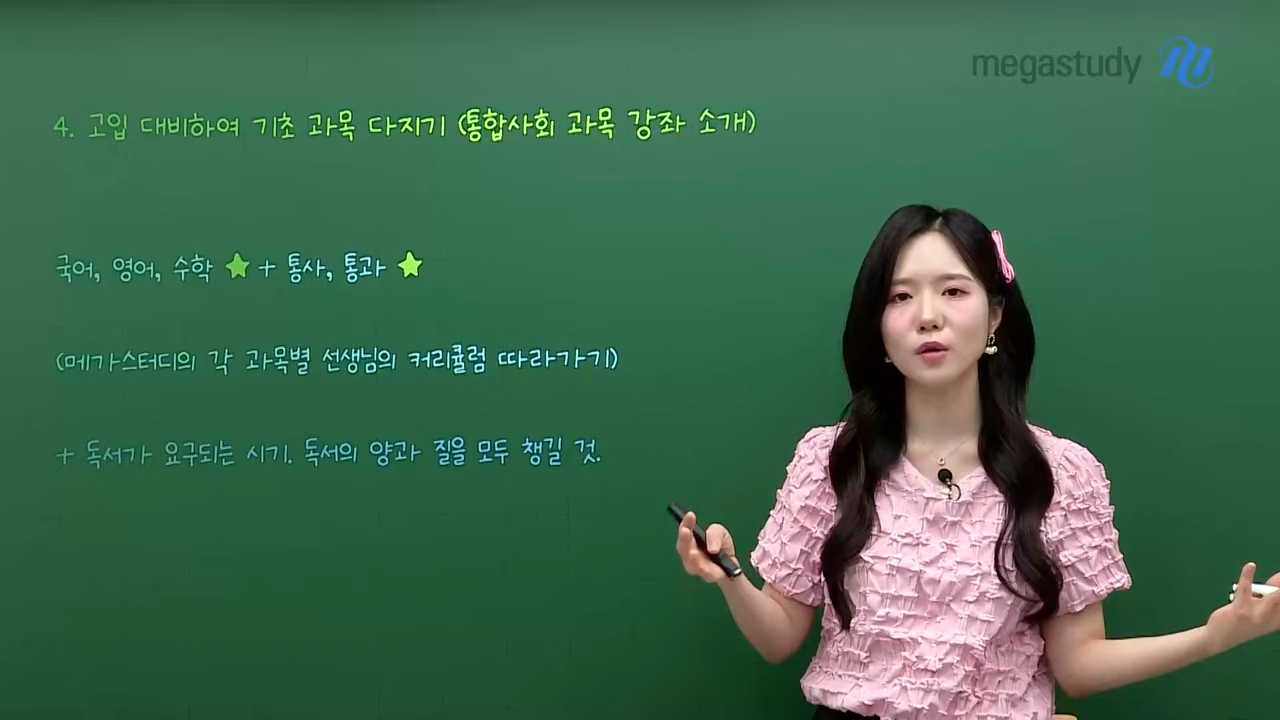 megastudy
4. 고입 대비하여 기초 과목 다지기 (통합사회 과목 강좌 소개)
국어, 영어, 수학 ★ + 통사, 통과 ★
(메가스터디의 각 과목별 선생님의 커리큘럼 따라가기)
+ 독서가 요구되는 시기. 독서의 양과 질을 모두 챙길 것.